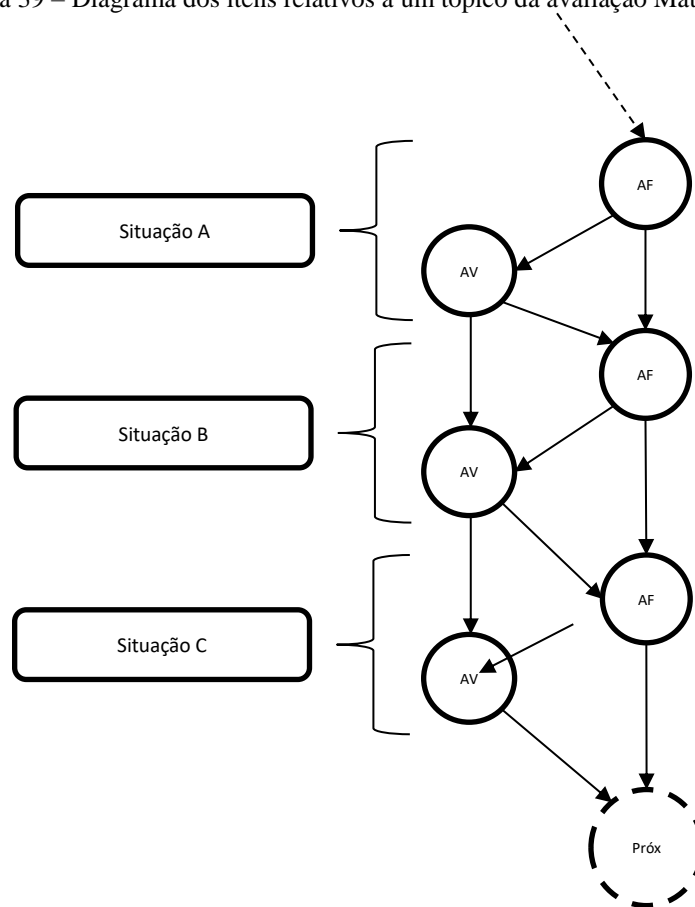 39 – Diagrama dos itens relativos a um tópico da avaliação
AF
Situação A
AV
AF
Situação B
AV
AF
Situação C
AV
Próx